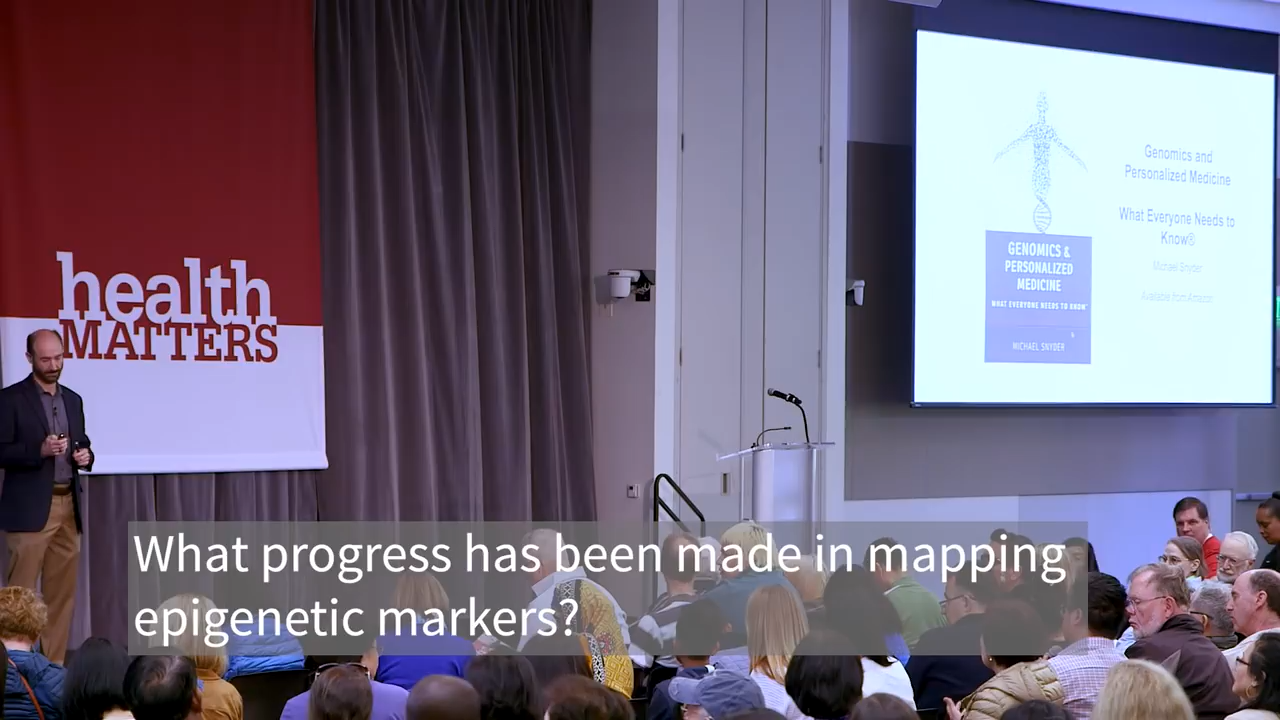 health
MATTERS
Genomics and
Personalized Medicine
What Everyone Needs to
Know®
Michael Snyder
Available from Amazon
GENOMICS &
PERSONALIZED
MEDICINE
WHAT EVERYONE NEEDS TO KNOW®
MICHAEL SNYDER
What progress has been made in mapping
epigenetic markers?